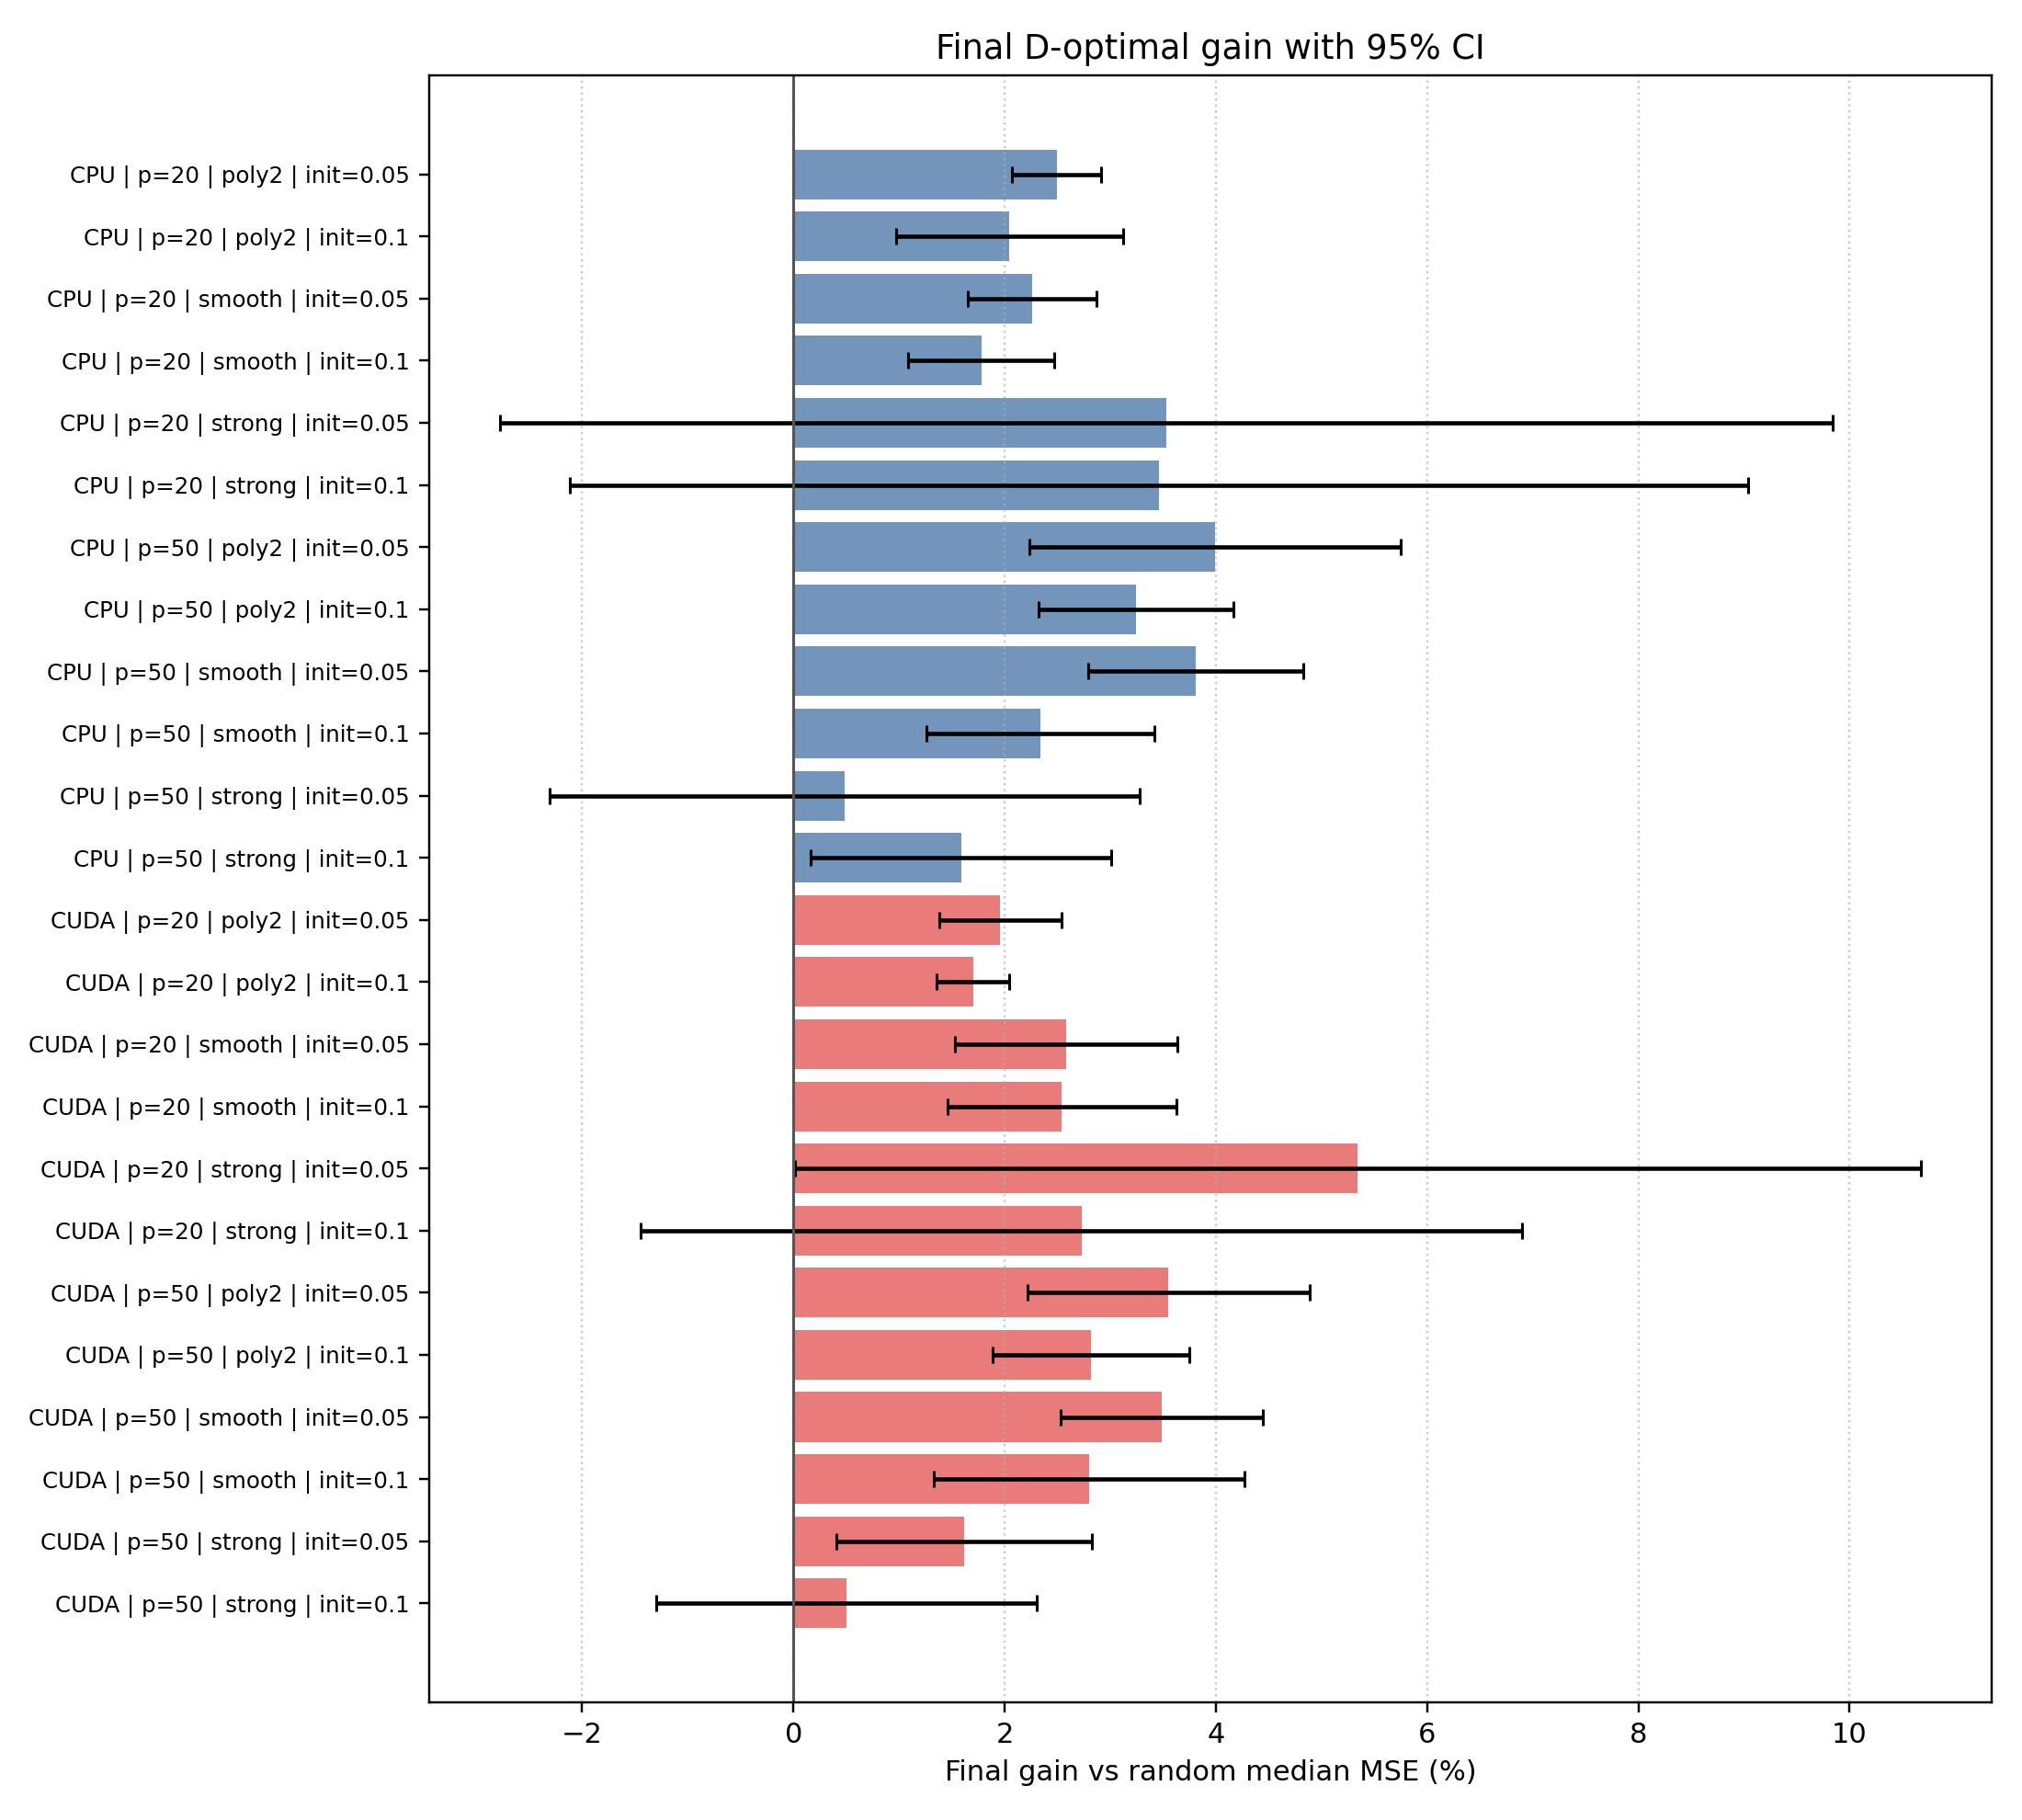 Final D-optimal gain with 95% CI
CPU | p=20 | poly2 | init=0.05
CPU | p=20 | poly2 | init=0.1
CPU | p=20 | smooth | init=0.05
CPU | p=20 | smooth | init=0.1
CPU | p=20 | strong | init=0.05
CPU | p=20 | strong | init=0.1
CPU | p=50 | poly2 | init=0.05
CPU | p=50 | poly2 | init=0.1
CPU | p=50 | smooth | init=0.05
CPU | p=50 | smooth | init=0.1
CPU | p=50 | strong | init=0.05
CPU | p=50 | strong | init=0.1
CUDA | p=20 | poly2 | init=0.05
CUDA | p=20 | poly2 | init=0.1
CUDA | p=20 | smooth | init=0.05
CUDA | p=20 | smooth | init=0.1
CUDA | p=20 | strong | init=0.05
CUDA | p=20 | strong | init=0.1
CUDA | p=50 | poly2 | init=0.05
CUDA | p=50 | poly2 | init=0.1
CUDA | p=50 | smooth | init=0.05
CUDA | p=50 | smooth | init=0.1
CUDA | p=50 | strong | init=0.05
CUDA | p=50 | strong | init=0.1
−2 0 2 4 6 8 10
Final gain vs random median MSE (%)